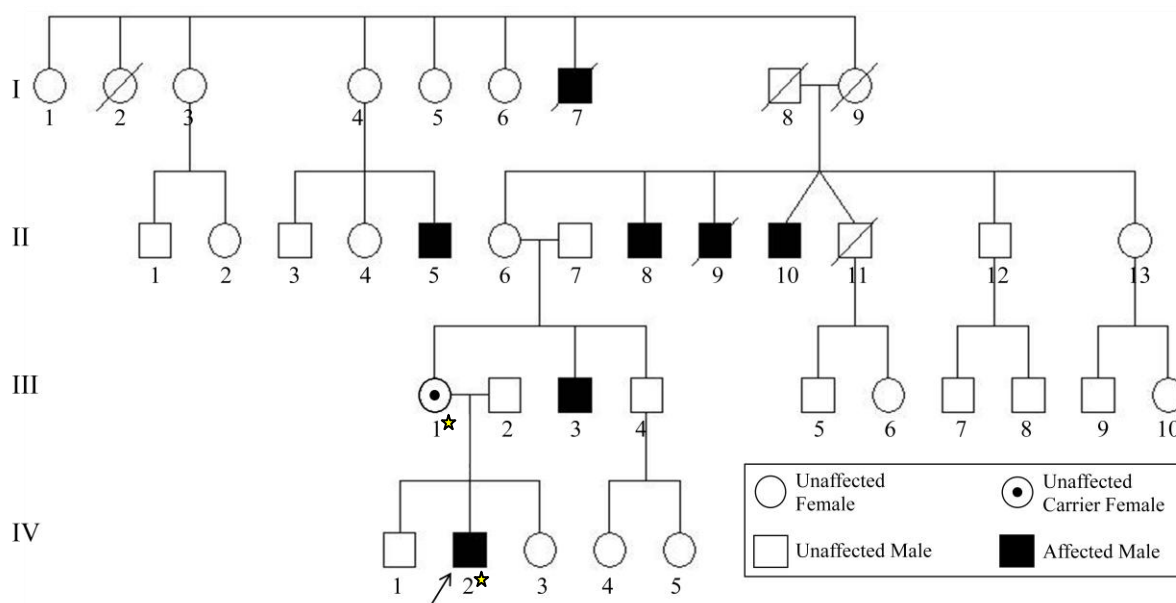 I
1 2 3 4 5 6 7 8 9
II
1 2 3 4 5 6 7 8 9 10 11 12 13
III
1 2 3 4 5 6 7 8 9 10
IV
1 2 3 4 5
Unaffected
Female
Unaffected
Carrier Female
Unaffected Male
Affected Male